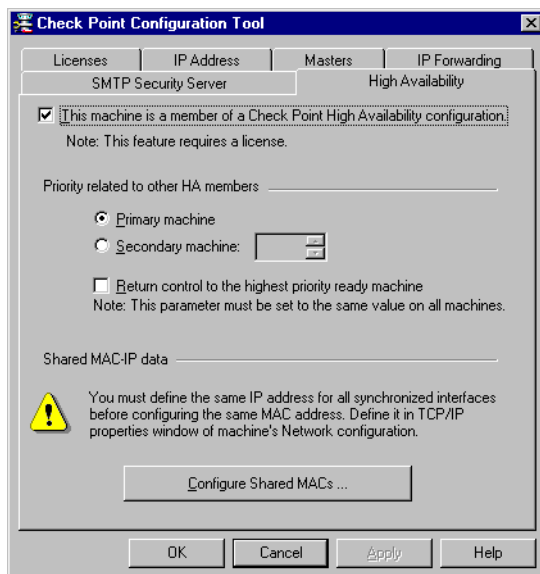 Check Point Configuration Tool
Licenses
IP Address
Masters
IP Forwarding
SMTP Security Server
High Availability
This machine is a member of a Check Point High Availability configuration.
Note: This feature requires a license.
Priority related to other HA members
Primary machine
Secondary machine:
Return control to the highest priority ready machine
Note: This parameter must be set to the same value on all machines.
Shared MAC-IP data
You must define the same IP address for all synchronized interfaces
before configuring the same MAC address. Define it in TCP/IP
properties window of machine's Network configuration.
Configure Shared MACs ...
OK
Cancel
Apply
Help